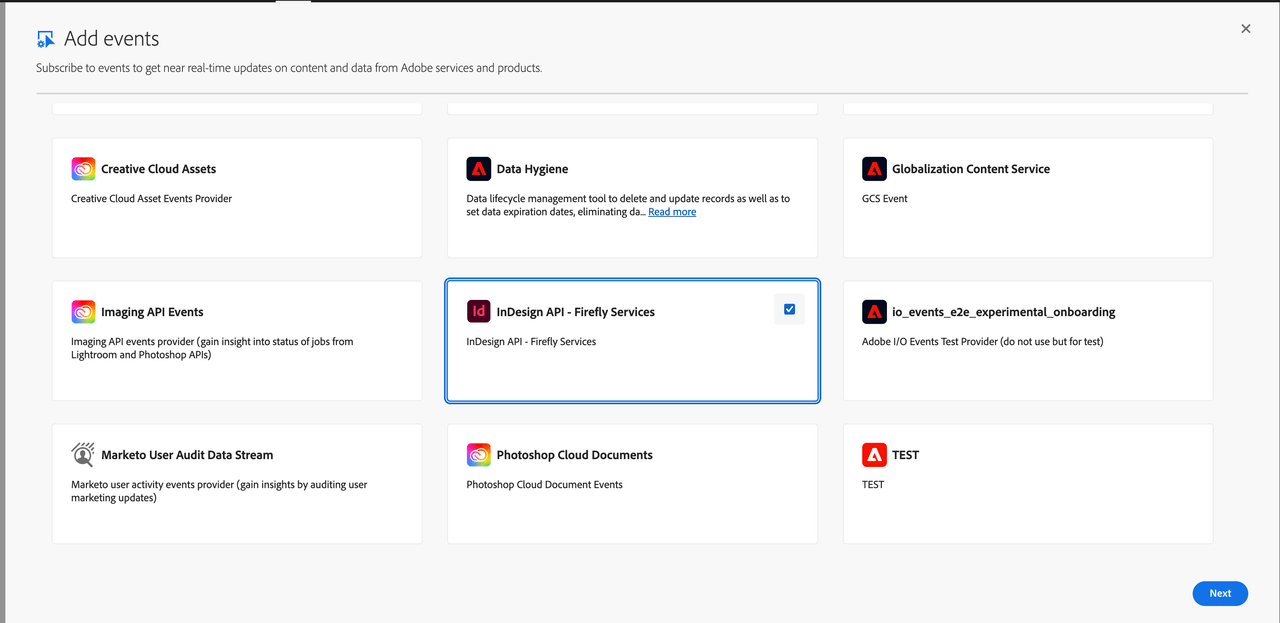 Add events
Subscribe to events to get near real-time updates on content and data from Adobe services and products.
Creative Cloud Assets
Creative Cloud Asset Events Provider
Data Hygiene
Data lifecycle management tool to delete and update records as well as to
set data expiration dates, eliminating da... Read more
Globalization Content Service
GCS Event
Imaging API Events
Imaging API events provider (gain insight into status of jobs from
Lightroom and Photoshop APIs)
Id InDesign API - Firefly Services
InDesign API - Firefly Services
io_events_e2e_experimental_onboarding
Adobe I/O Events Test Provider (do not use but for test)
Marketo User Audit Data Stream
Marketo user activity events provider (gain insights by auditing user
marketing updates)
Photoshop Cloud Documents
Photoshop Cloud Document Events
TEST
TEST
Next